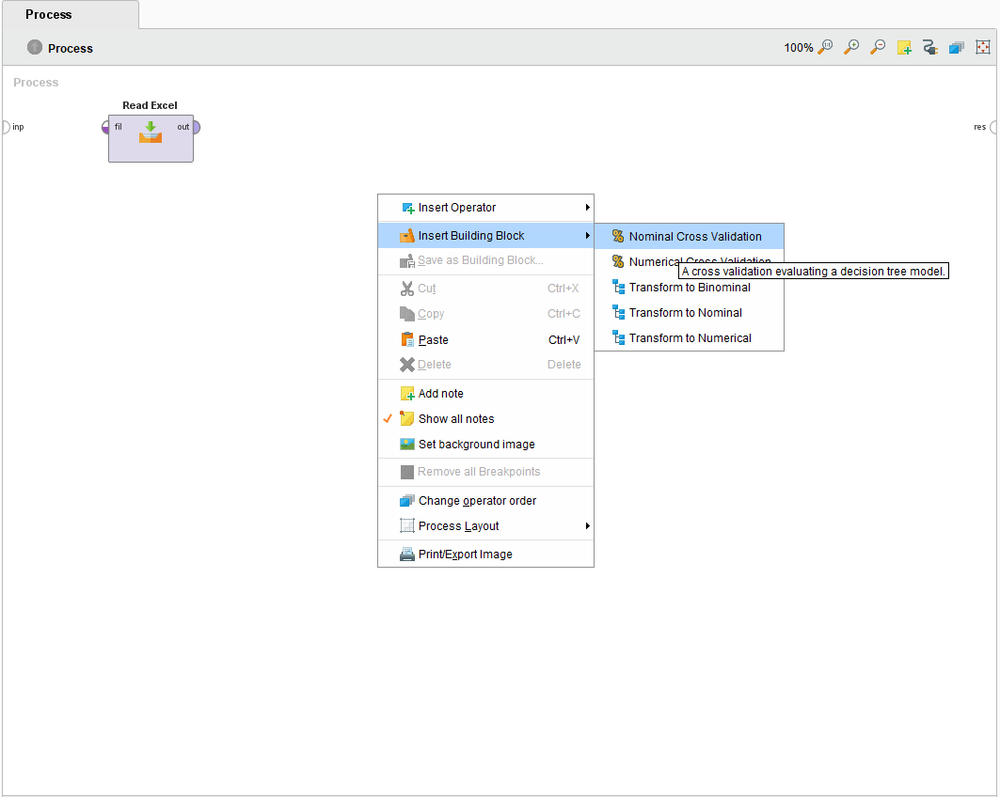 Process
Process
100%
Process
Read Excel
inp
fil
out
res
Insert Operator
Insert Building Block
Save as Building Block...
Cut Ctrl+X
Copy Ctrl+C
Paste Ctrl+V
Delete Delete
Add note
Show all notes
Set background image
Remove all Breakpoints
Change operator order
Process Layout
Print/Export Image
Nominal Cross Validation
Numerical Cross Validation
A cross validation evaluating a decision tree model.
Transform to Binominal
Transform to Nominal
Transform to Numerical